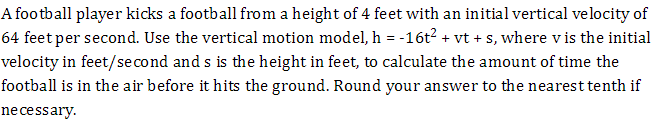 A football player kicks a football from a height of 4 feet with an initial vertical velocity of
64 feet per second. Use the vertical motion model, h = -16t² + vt + s, where v is the initial
velocity in feet/second and s is the height in feet, to calculate the amount of time the
football is in the air before it hits the ground. Round your answer to the nearest tenth if
necessary.